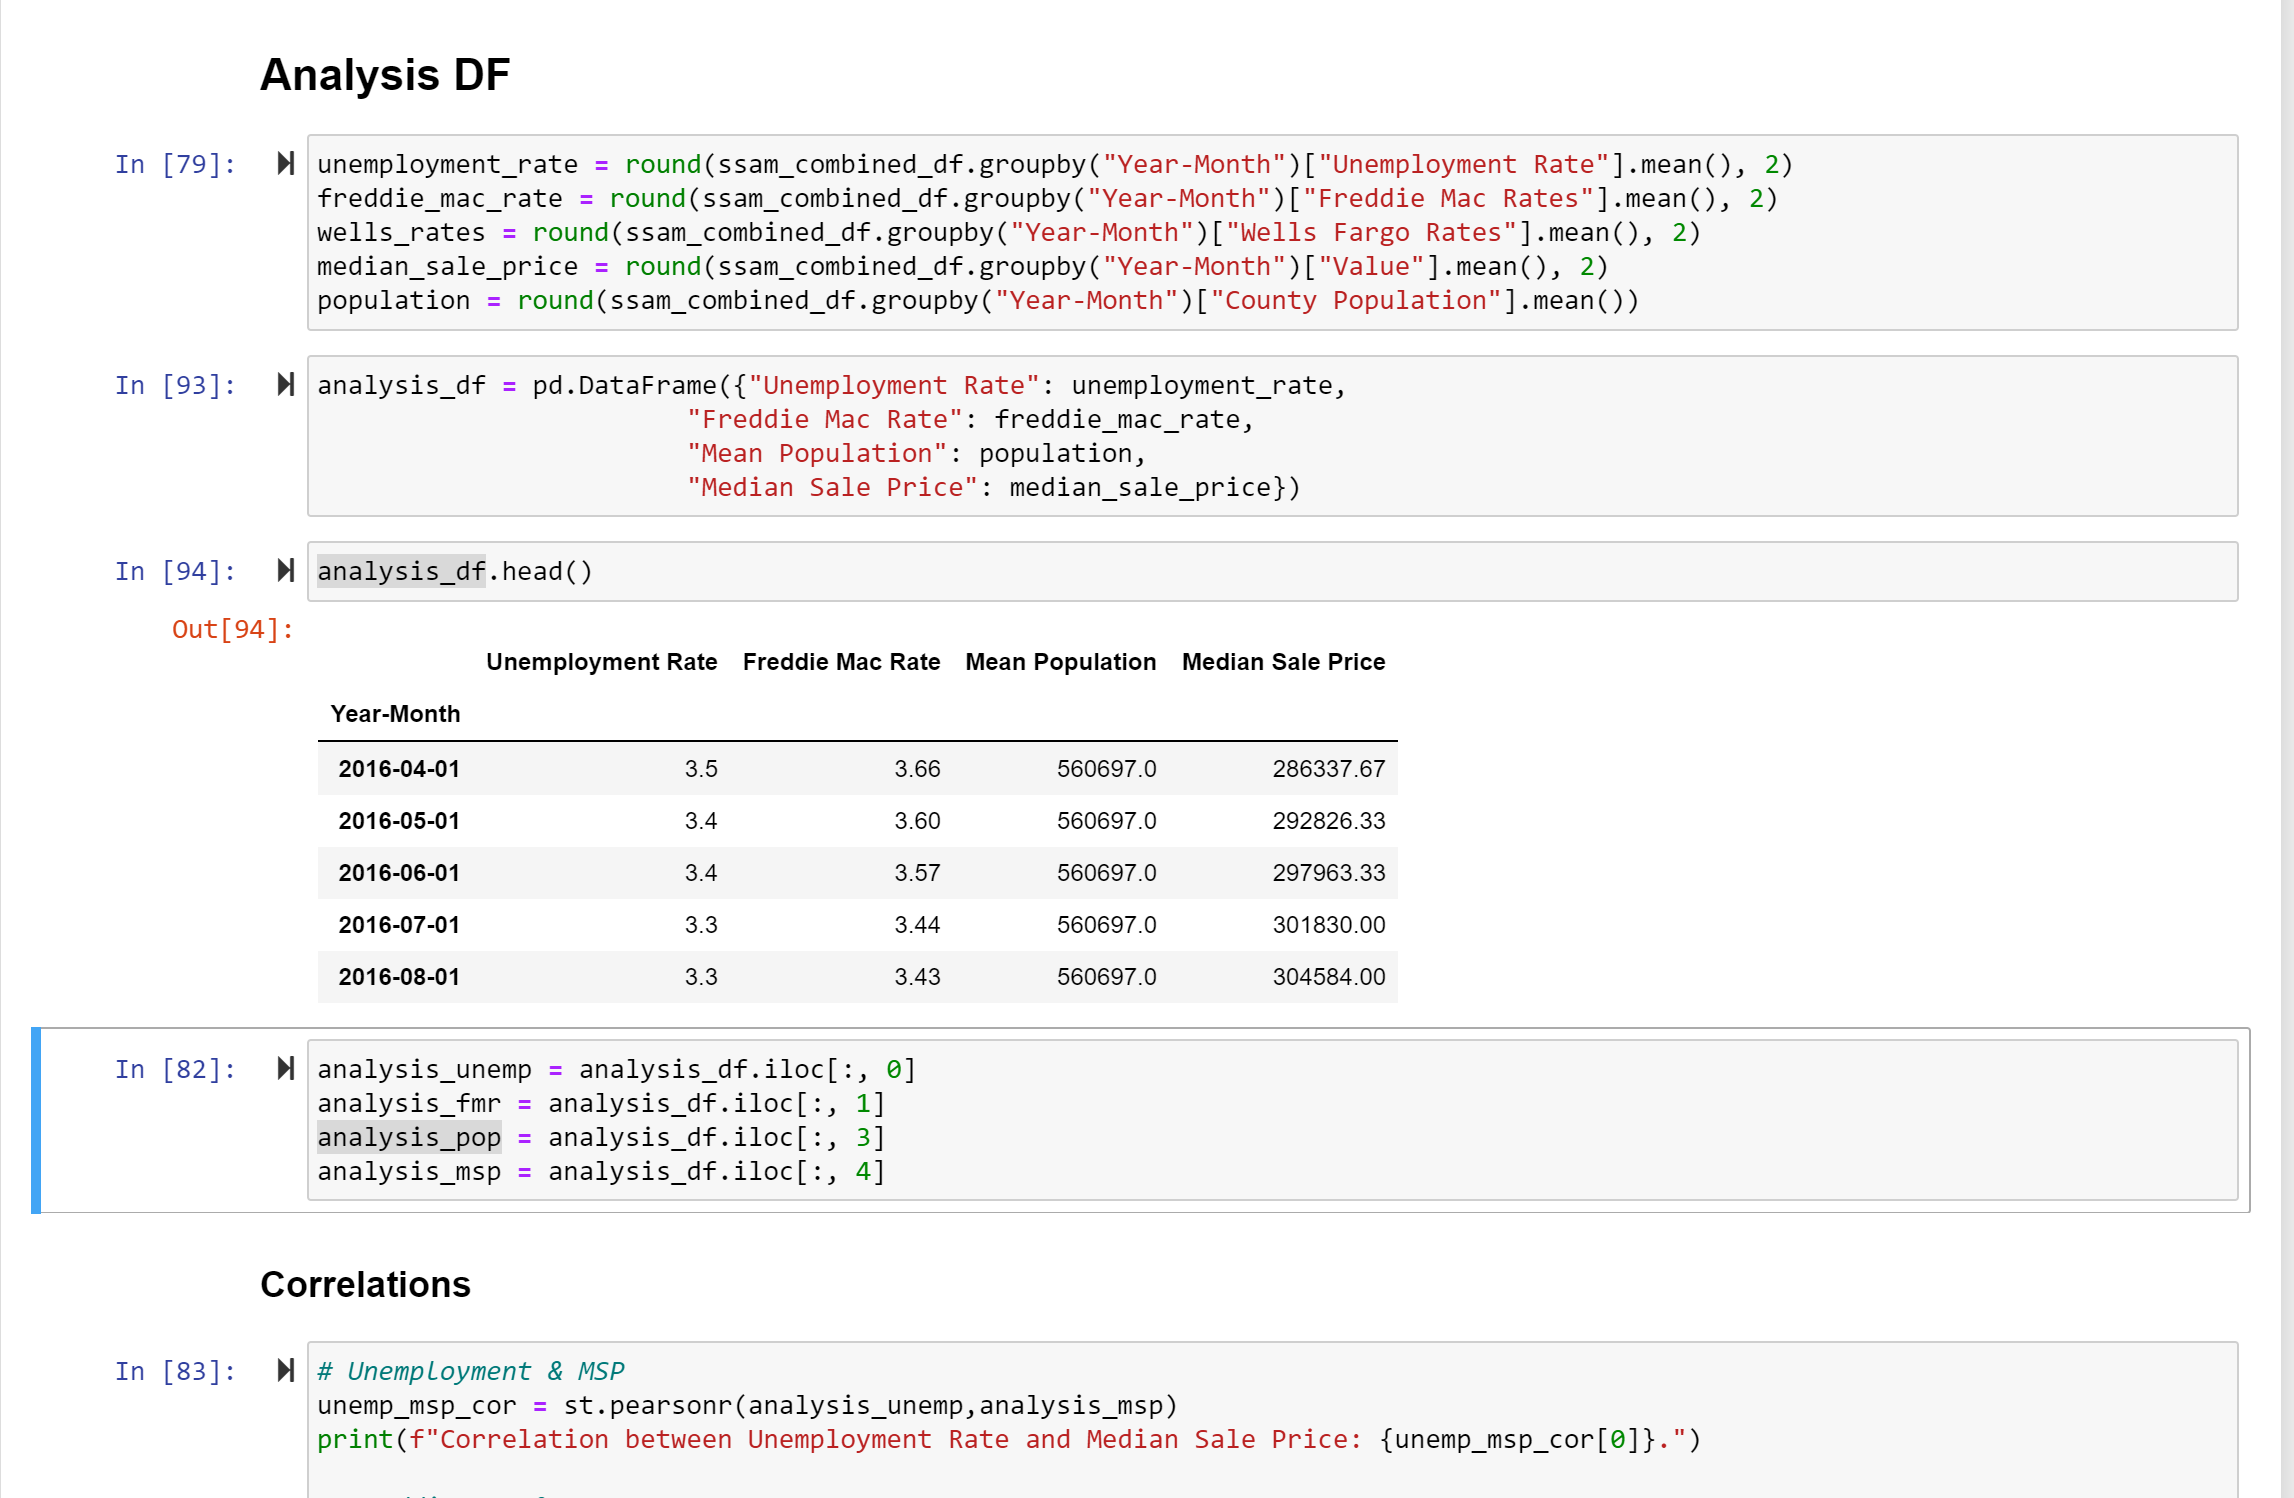 Analysis DF
In [79]:
unemployment_rate = round(ssam_combined_df.groupby("Year-Month")["Unemployment Rate"].mean(), 2)
freddie_mac_rate = round(ssam_combined_df.groupby("Year-Month")["Freddie Mac Rates"].mean(), 2)
wells_rates = round(ssam_combined_df.groupby("Year-Month")["Wells Fargo Rates"].mean(), 2)
median_sale_price = round(ssam_combined_df.groupby("Year-Month")["Value"].mean(), 2)
population = round(ssam_combined_df.groupby("Year-Month")["County Population"].mean())
In [93]:
analysis_df = pd.DataFrame({"Unemployment Rate": unemployment_rate,
"Freddie Mac Rate": freddie_mac_rate,
"Mean Population": population,
"Median Sale Price": median_sale_price})
In [94]:
analysis_df.head()
Out[94]:
Unemployment Rate Freddie Mac Rate Mean Population Median Sale Price
Year-Month
2016-04-01 3.5 3.66 560697.0 286337.67
2016-05-01 3.4 3.60 560697.0 292826.33
2016-06-01 3.4 3.57 560697.0 297963.33
2016-07-01 3.3 3.44 560697.0 301830.00
2016-08-01 3.3 3.43 560697.0 304584.00
In [82]:
analysis_unemp = analysis_df.iloc[:, 0]
analysis_fmr = analysis_df.iloc[:, 1]
analysis_pop = analysis_df.iloc[:, 3]
analysis_msp = analysis_df.iloc[:, 4]
Correlations
In [83]:
# Unemployment & MSP
unemp_msp_cor = st.pearsonr(analysis_unemp,analysis_msp)
print(f"Correlation between Unemployment Rate and Median Sale Price: {unemp_msp_cor[0]}.")